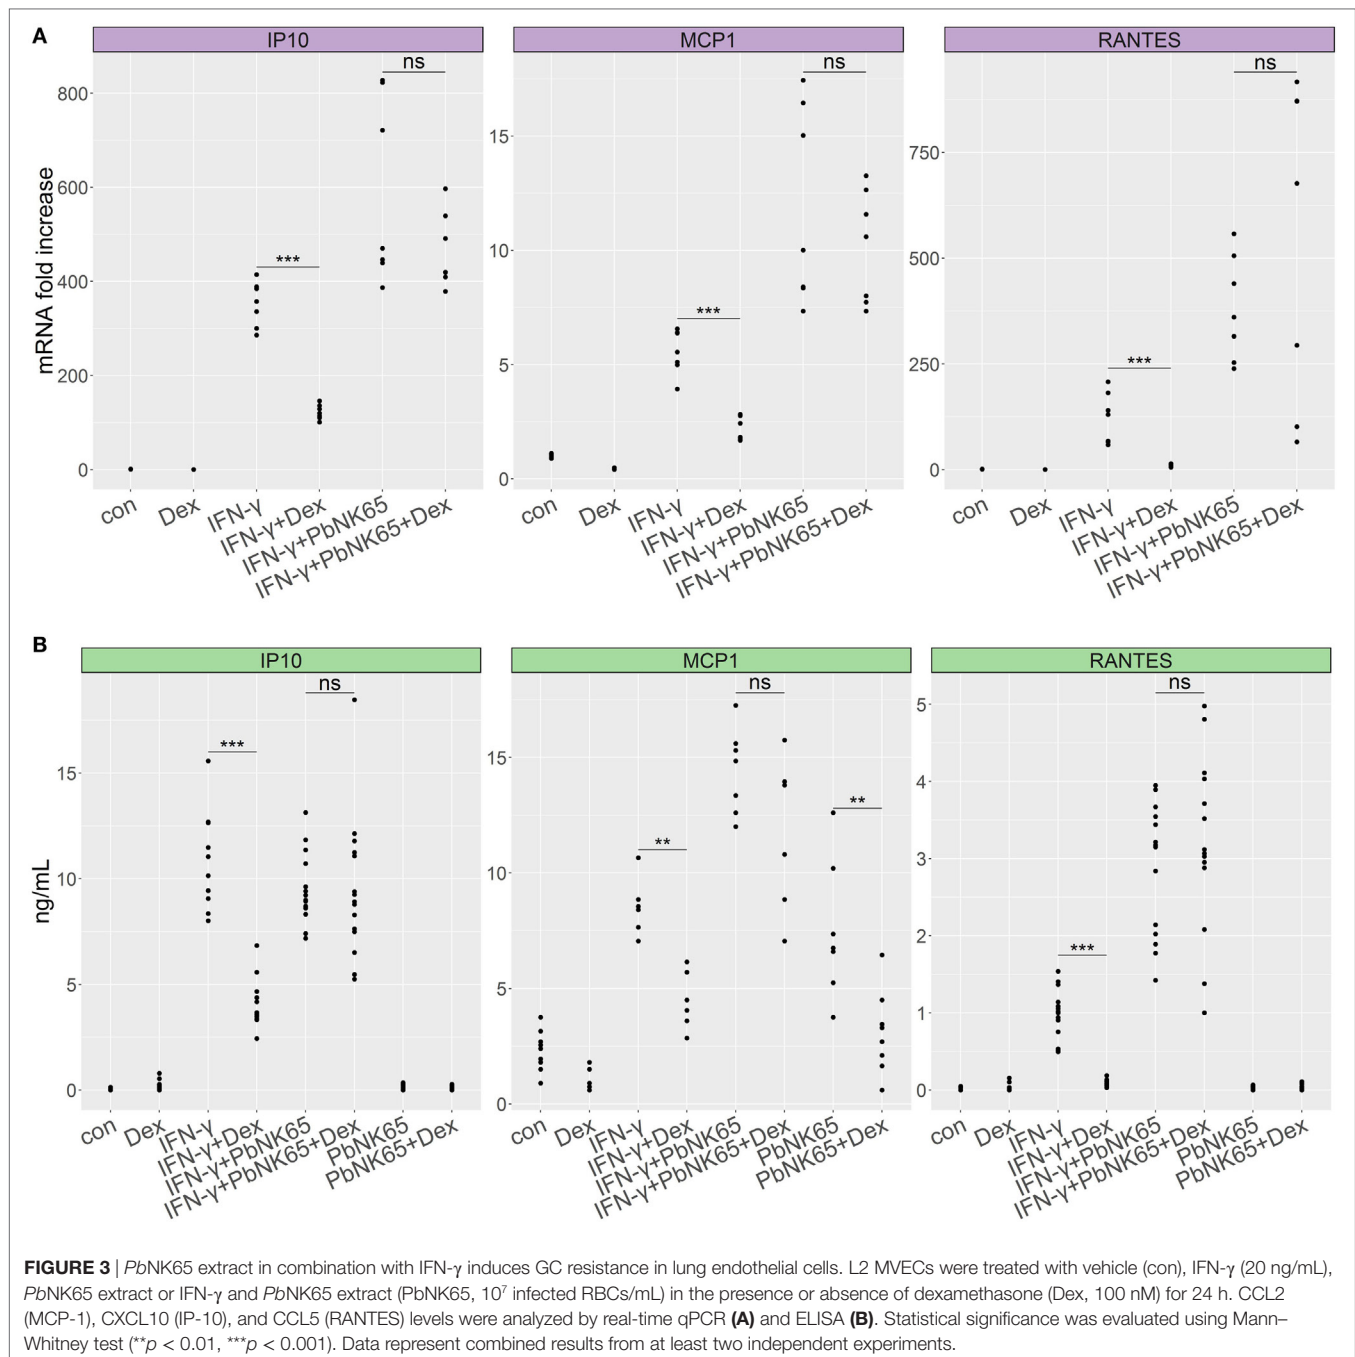 A
IP10
MCP1
RANTES
mRNA fold increase
800
600
400
200
0
***
ns
con
Dex
IFN-γ
IFN-γ+Dex
IFN-γ+PbNK65
IFN-γ+PbNK65+Dex
15
10
5
0
***
ns
con
Dex
IFN-γ
IFN-γ+Dex
IFN-γ+PbNK65
IFN-γ+PbNK65+Dex
750
500
250
0
***
ns
con
Dex
IFN-γ
IFN-γ+Dex
IFN-γ+PbNK65
IFN-γ+PbNK65+Dex
B
IP10
MCP1
RANTES
ng/mL
15
10
5
0
***
ns
con
Dex
IFN-γ
IFN-γ+Dex
IFN-γ+PbNK65
IFN-γ+PbNK65+Dex
PbNK65
PbNK65+Dex
15
10
5
0
**
ns
**
con
Dex
IFN-γ
IFN-γ+Dex
IFN-γ+PbNK65
IFN-γ+PbNK65+Dex
PbNK65
PbNK65+Dex
5
4
3
2
1
0
***
ns
con
Dex
IFN-γ
IFN-γ+Dex
IFN-γ+PbNK65
IFN-γ+PbNK65+Dex
PbNK65
PbNK65+Dex
FIGURE 3 | PbNK65 extract in combination with IFN-γ induces GC resistance in lung endothelial cells. L2 MVECs were treated with vehicle (con), IFN-γ (20 ng/mL),
PbNK65 extract or IFN-γ and PbNK65 extract (PbNK65, 10⁷ infected RBCs/mL) in the presence or absence of dexamethasone (Dex, 100 nM) for 24 h. CCL2
(MCP-1), CXCL10 (IP-10), and CCL5 (RANTES) levels were analyzed by real-time qPCR (A) and ELISA (B). Statistical significance was evaluated using Mann–
Whitney test (**p < 0.01, ***p < 0.001). Data represent combined results from at least two independent experiments.